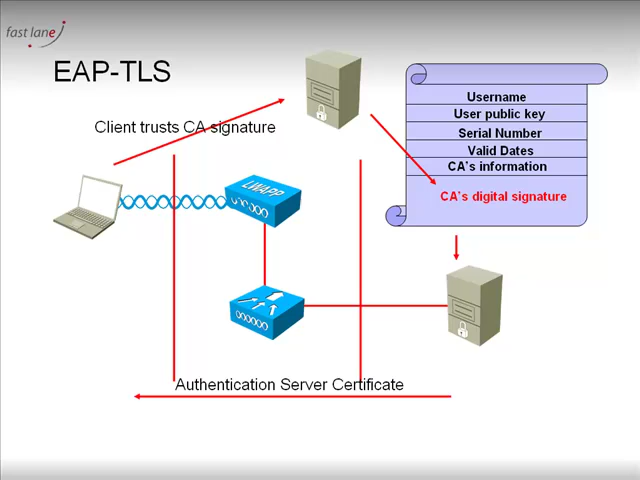 fast lane
EAP-TLS
Client trusts CA signature
Username
User public key
Serial Number
Valid Dates
CA's information
CA's digital signature
LWAPP
Authentication Server Certificate